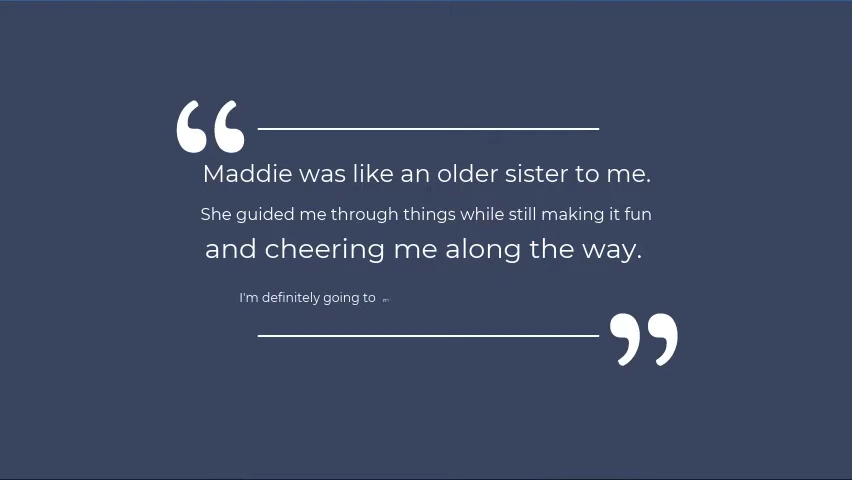 Maddie was like an older sister to me.
She guided me through things while still making it fun
and cheering me along the way.
I'm definitely going to